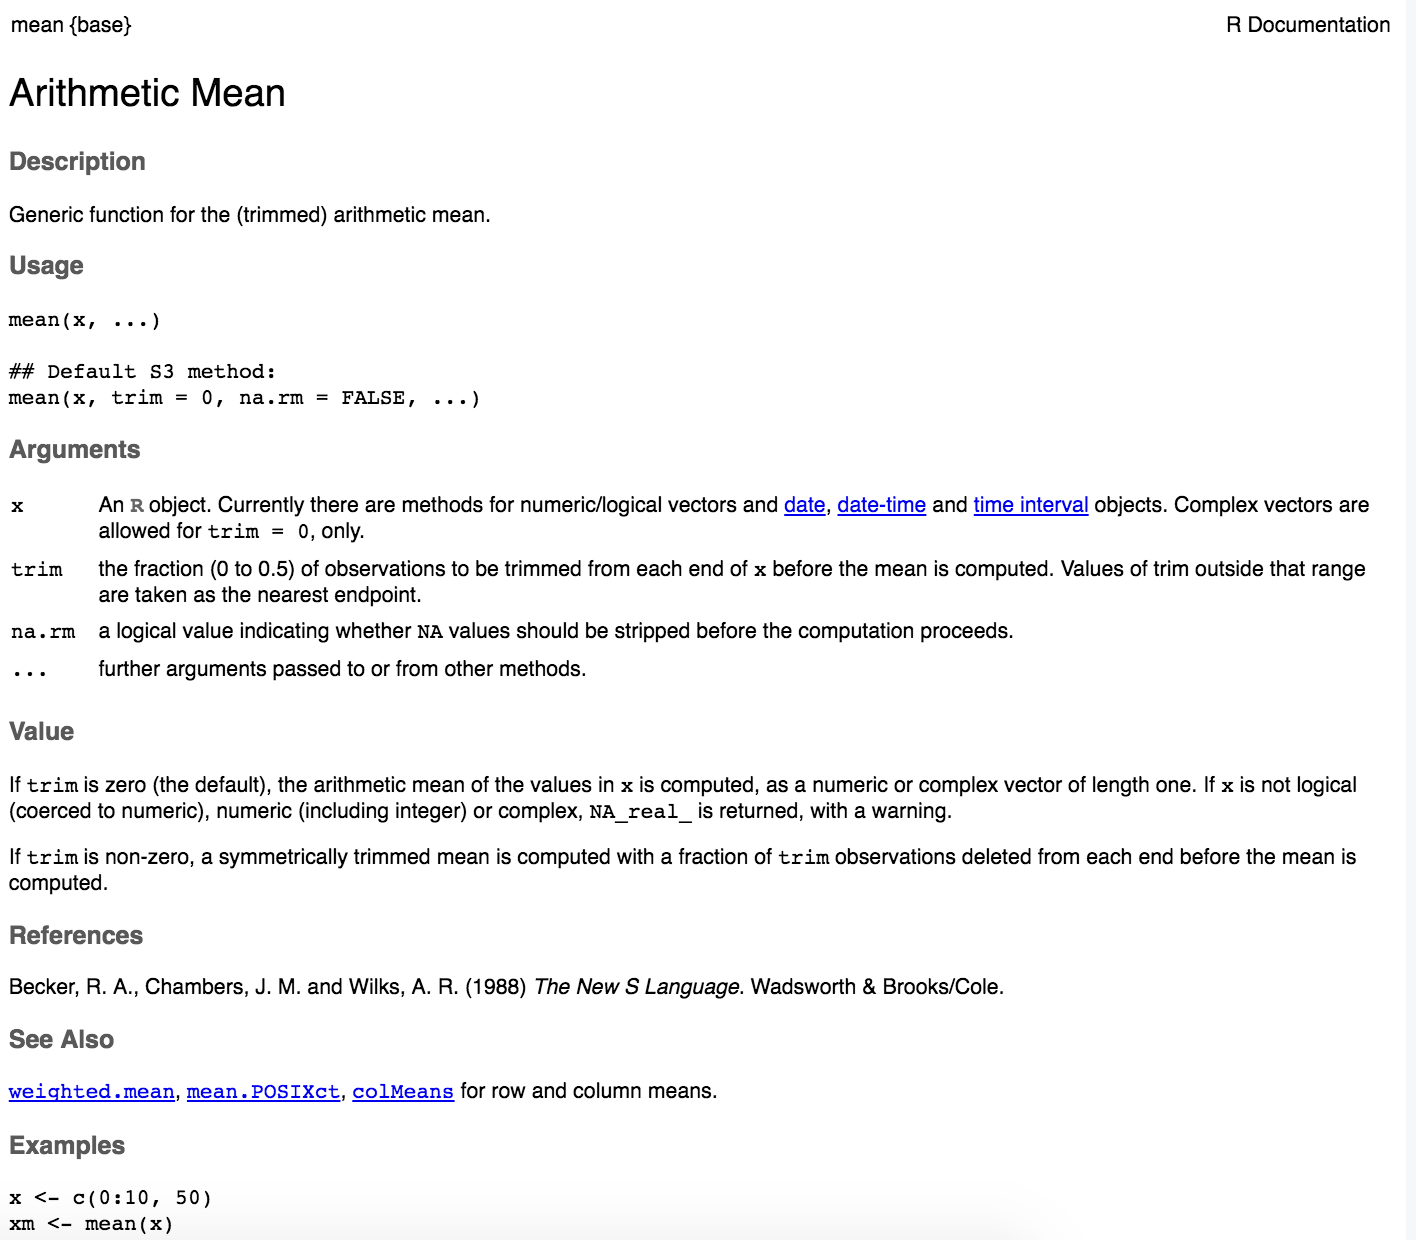 mean {base}
R Documentation
Arithmetic Mean
Description
Generic function for the (trimmed) arithmetic mean.
Usage
mean(x, ...)
## Default S3 method:
mean(x, trim = 0, na.rm = FALSE, ...)
Arguments
x An R object. Currently there are methods for numeric/logical vectors and date, date-time and time interval objects. Complex vectors are
allowed for trim = 0, only.
trim the fraction (0 to 0.5) of observations to be trimmed from each end of x before the mean is computed. Values of trim outside that range
are taken as the nearest endpoint.
na.rm a logical value indicating whether NA values should be stripped before the computation proceeds.
... further arguments passed to or from other methods.
Value
If trim is zero (the default), the arithmetic mean of the values in x is computed, as a numeric or complex vector of length one. If x is not logical
(coerced to numeric), numeric (including integer) or complex, NA_real_ is returned, with a warning.
If trim is non-zero, a symmetrically trimmed mean is computed with a fraction of trim observations deleted from each end before the mean is
computed.
References
Becker, R. A., Chambers, J. M. and Wilks, A. R. (1988) The New S Language. Wadsworth & Brooks/Cole.
See Also
weighted.mean, mean.POSIXct, colMeans for row and column means.
Examples
x <- c(0:10, 50)
xm <- mean(x)